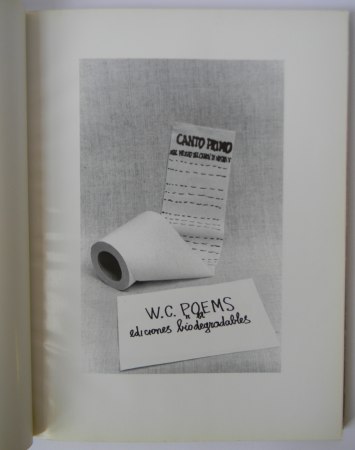 CANTO PRIMO
W.C. POEMS
ediciones biodegradables